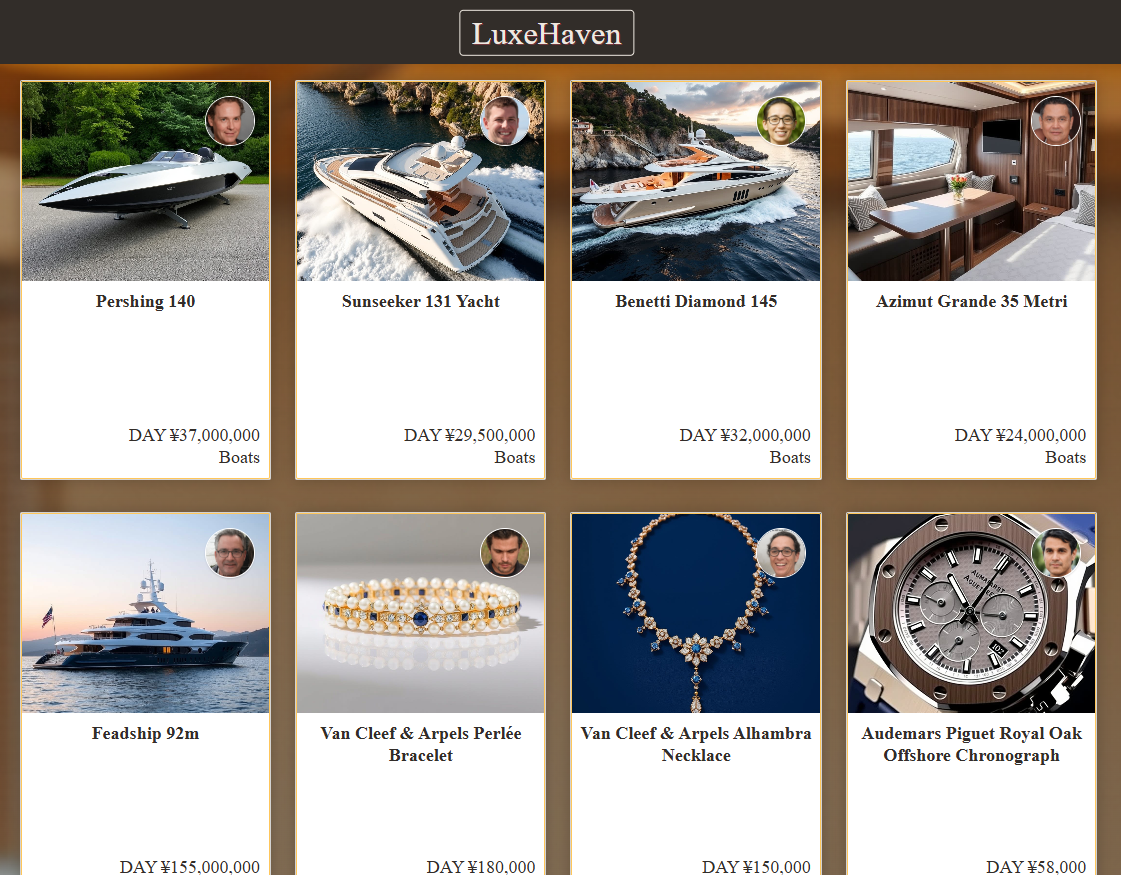 LuxeHaven
Pershing 140
DAY ¥37,000,000
Boats
Sunseeker 131 Yacht
DAY ¥29,500,000
Boats
Benetti Diamond 145
DAY ¥32,000,000
Boats
Azimut Grande 35 Metri
DAY ¥24,000,000
Boats
Feadship 92m
DAY ¥155,000,000
Van Cleef & Arpels Perlée
Bracelet
DAY ¥180,000
Van Cleef & Arpels Alhambra
Necklace
DAY ¥150,000
Audemars Piguet Royal Oak
Offshore Chronograph
DAY ¥58,000